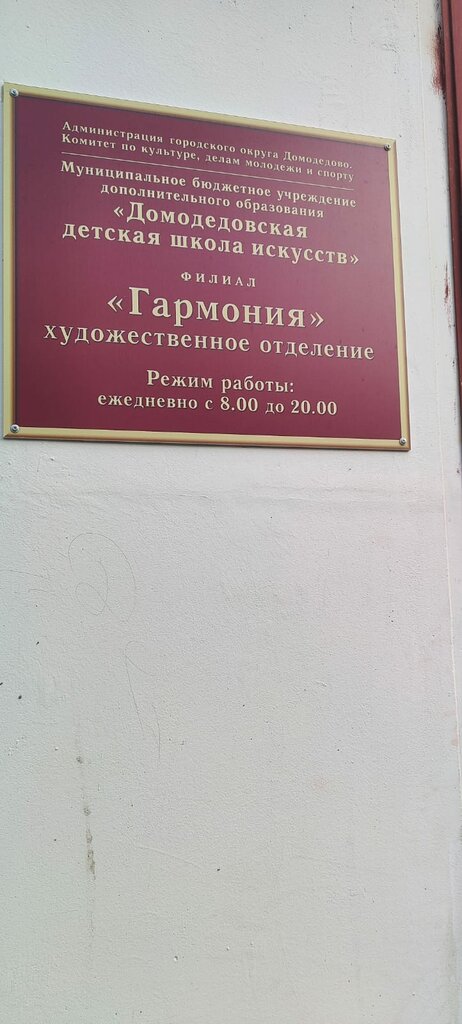 Администрация городского округа Домодедово.
Комитет по культуре, делам молодежи и спорту
Муниципальное бюджетное учреждение
дополнительного образования
«Домодедовская
детская школа искусств»
ФИЛИАЛ
«Гармония»
художественное отделение
Режим работы:
ежедневно с 8.00 до 20.00